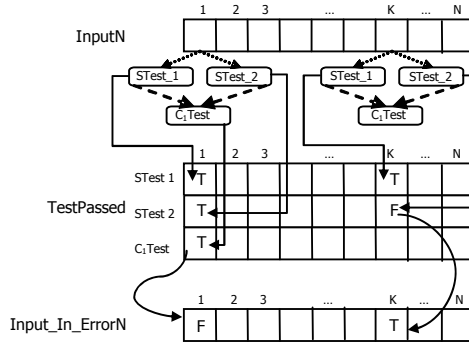 1 2 3 ... K ... N
InputN
STest_1 STest_2 STest_1 STest_2
C₁Test C₁Test
1 2 3 ... K ... N
STest 1 T T
TestPassed
STest 2 T F
C₁Test T
1 2 3 ... K ... N
Input_In_ErrorN F T